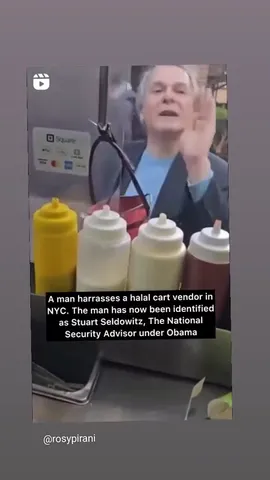 Square
A man harrasses a halal cart vendor in
NYC. The man has now been identified
as Stuart Seldowitz, The National
Security Advisor under Obama
@rosypirani